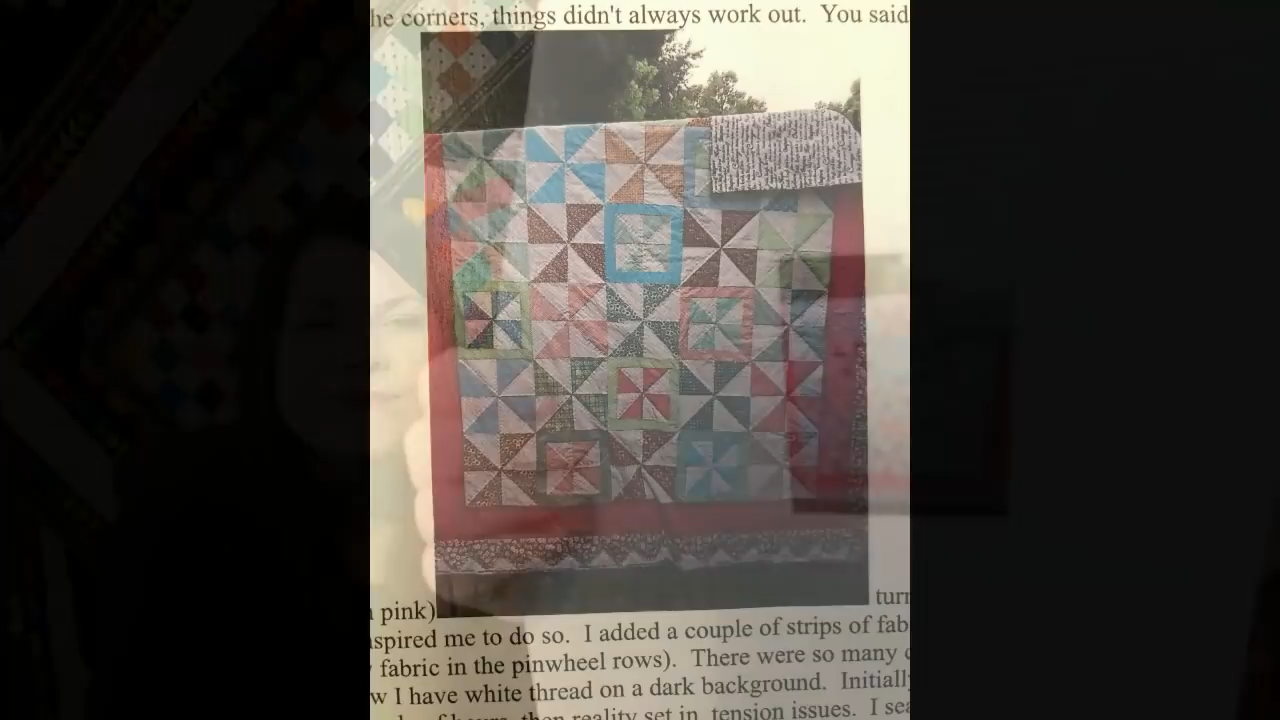 he corners, things didn't always work out. You said
pink)
turn
spired me to do so. I added a couple of strips of fab
fabric in the pinwheel rows). There were so many
w I have white thread on a dark background. Initiall
then reality set in, tension issues. I sea